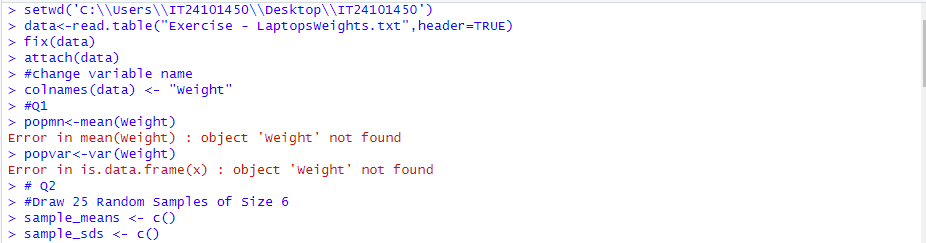 > setwd('C:\\Users\\IT24101450\\Desktop\\IT24101450')
> data<-read.table("Exercise - LaptopsWeights.txt",header=TRUE)
> fix(data)
> attach(data)
> #change variable name
> colnames(data) <- "Weight"
> #Q1
> popmn<-mean(Weight)
Error in mean(Weight) : object 'Weight' not found
> popvar<-var(Weight)
Error in is.data.frame(x) : object 'Weight' not found
> # Q2
> #Draw 25 Random Samples of Size 6
> sample_means <- c()
> sample_sds <- c()